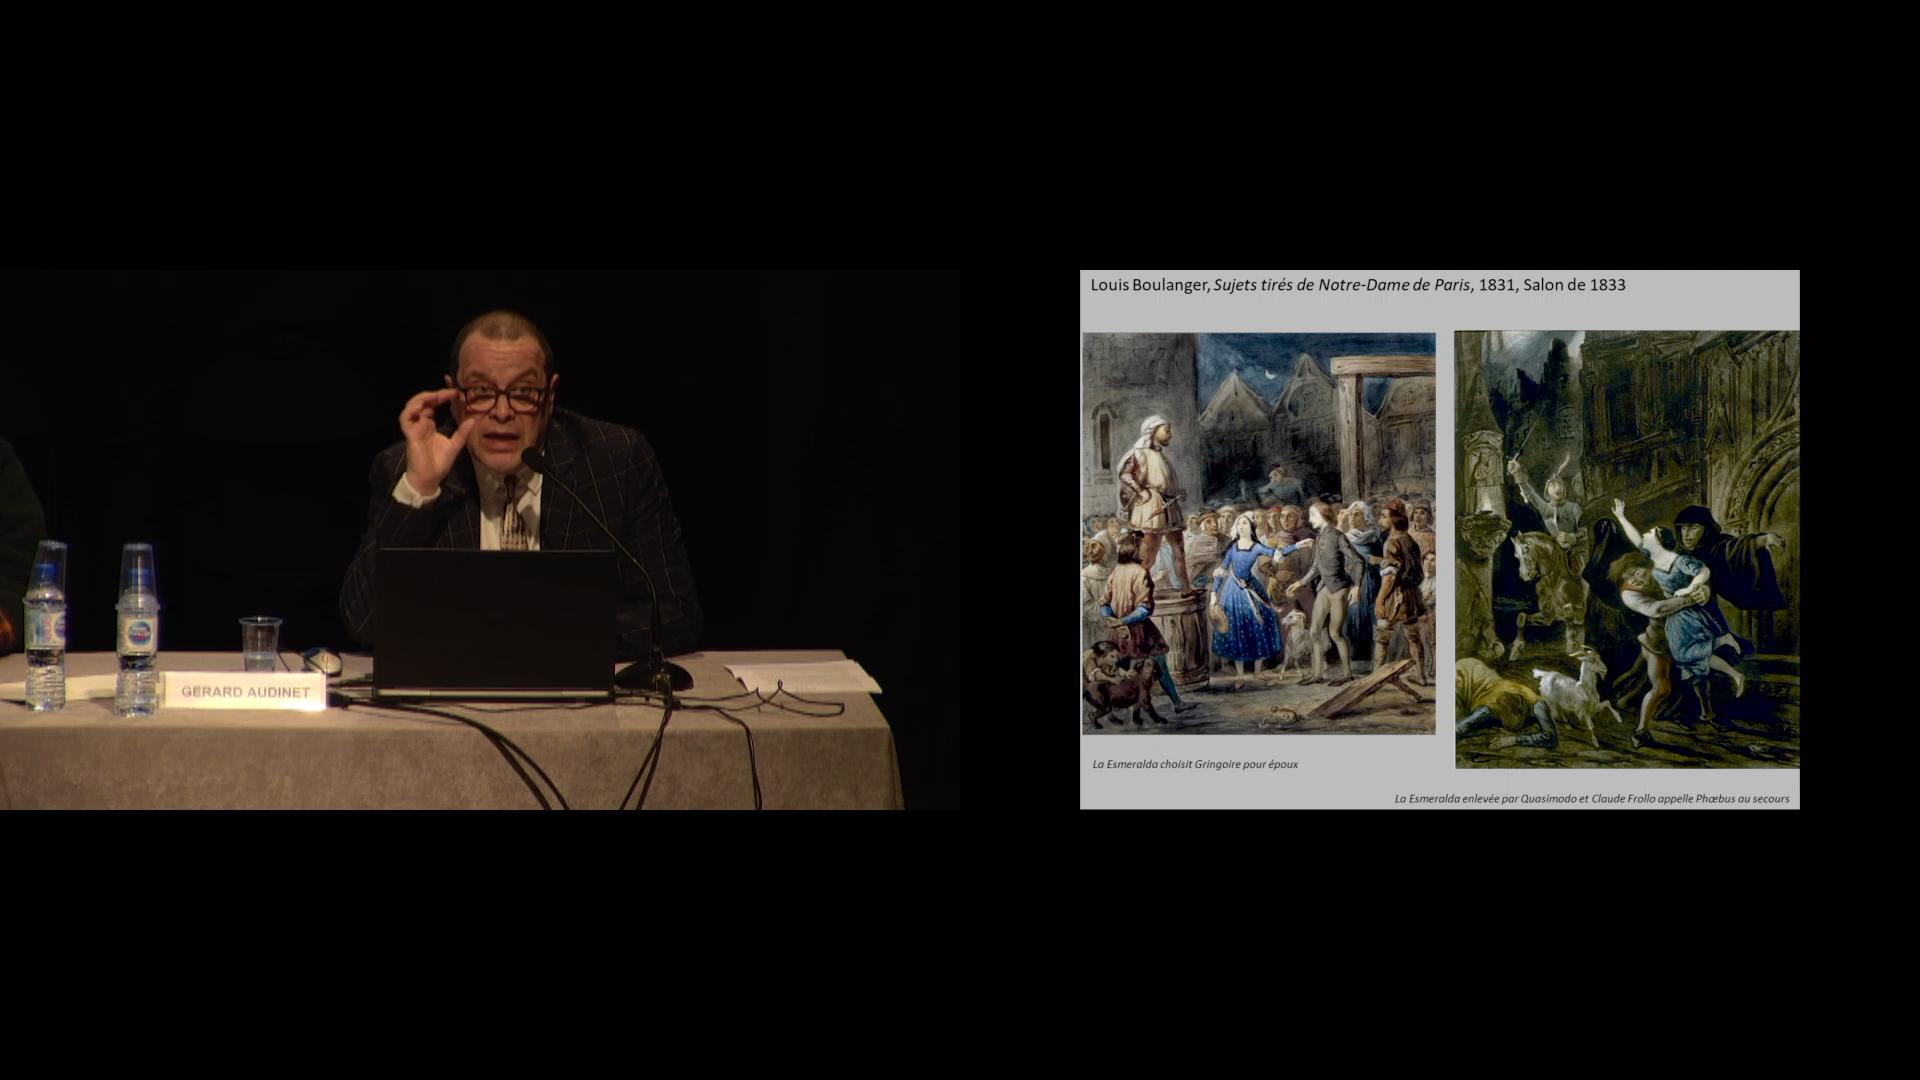 GERARD AUDINET
Louis Boulanger, Sujets tirés de Notre-Dame de Paris, 1831, Salon de 1833
La Esmeralda choisit Gringoire pour époux
La Esmeralda enlevée par Quasimodo et Claude Frollo appelle Phœbus au secours